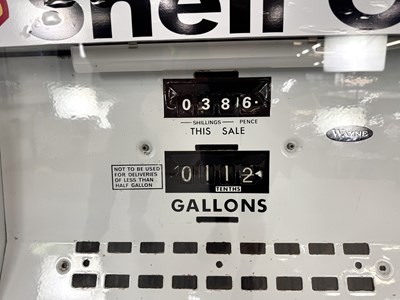 Shell
0386
SHILLINGS PENCE
THIS SALE
WAYNE
0112
TENTHS
NOT TO BE USED
FOR DELIVERIES
OF LESS THAN
HALF GALLON
GALLONS